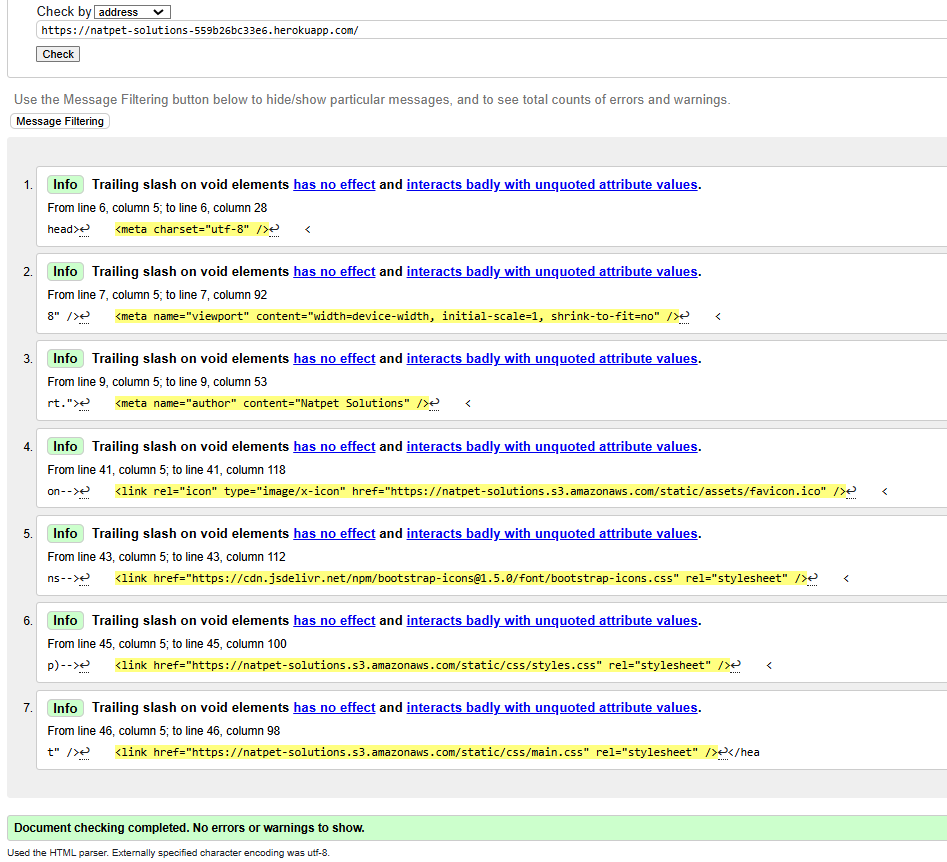 Check by address
https://natpet-solutions-559b26bc33e6.herokuapp.com/
Check
Use the Message Filtering button below to hide/show particular messages, and to see total counts of errors and warnings.
Message Filtering
1. Info Trailing slash on void elements has no effect and interacts badly with unquoted attribute values.
From line 6, column 5; to line 6, column 28
head>↩ <meta charset="utf-8" />↩ <
2. Info Trailing slash on void elements has no effect and interacts badly with unquoted attribute values.
From line 7, column 5; to line 7, column 92
8" />↩ <meta name="viewport" content="width=device-width, initial-scale=1, shrink-to-fit=no" />↩ <
3. Info Trailing slash on void elements has no effect and interacts badly with unquoted attribute values.
From line 9, column 5; to line 9, column 53
rt.">↩ <meta name="author" content="Natpet Solutions" />↩ <
4. Info Trailing slash on void elements has no effect and interacts badly with unquoted attribute values.
From line 41, column 5; to line 41, column 118
on-->↩ <link rel="icon" type="image/x-icon" href="https://natpet-solutions.s3.amazonaws.com/static/assets/favicon.ico" />↩ <
5. Info Trailing slash on void elements has no effect and interacts badly with unquoted attribute values.
From line 43, column 5; to line 43, column 112
ns-->↩ <link href="https://cdn.jsdelivr.net/npm/bootstrap-icons@1.5.0/font/bootstrap-icons.css" rel="stylesheet" />↩ <
6. Info Trailing slash on void elements has no effect and interacts badly with unquoted attribute values.
From line 45, column 5; to line 45, column 100
p)-->↩ <link href="https://natpet-solutions.s3.amazonaws.com/static/css/styles.css" rel="stylesheet" />↩ <
7. Info Trailing slash on void elements has no effect and interacts badly with unquoted attribute values.
From line 46, column 5; to line 46, column 98
t" />↩ <link href="https://natpet-solutions.s3.amazonaws.com/static/css/main.css" rel="stylesheet" />↩</hea
Document checking completed. No errors or warnings to show.
Used the HTML parser. Externally specified character encoding was utf-8.